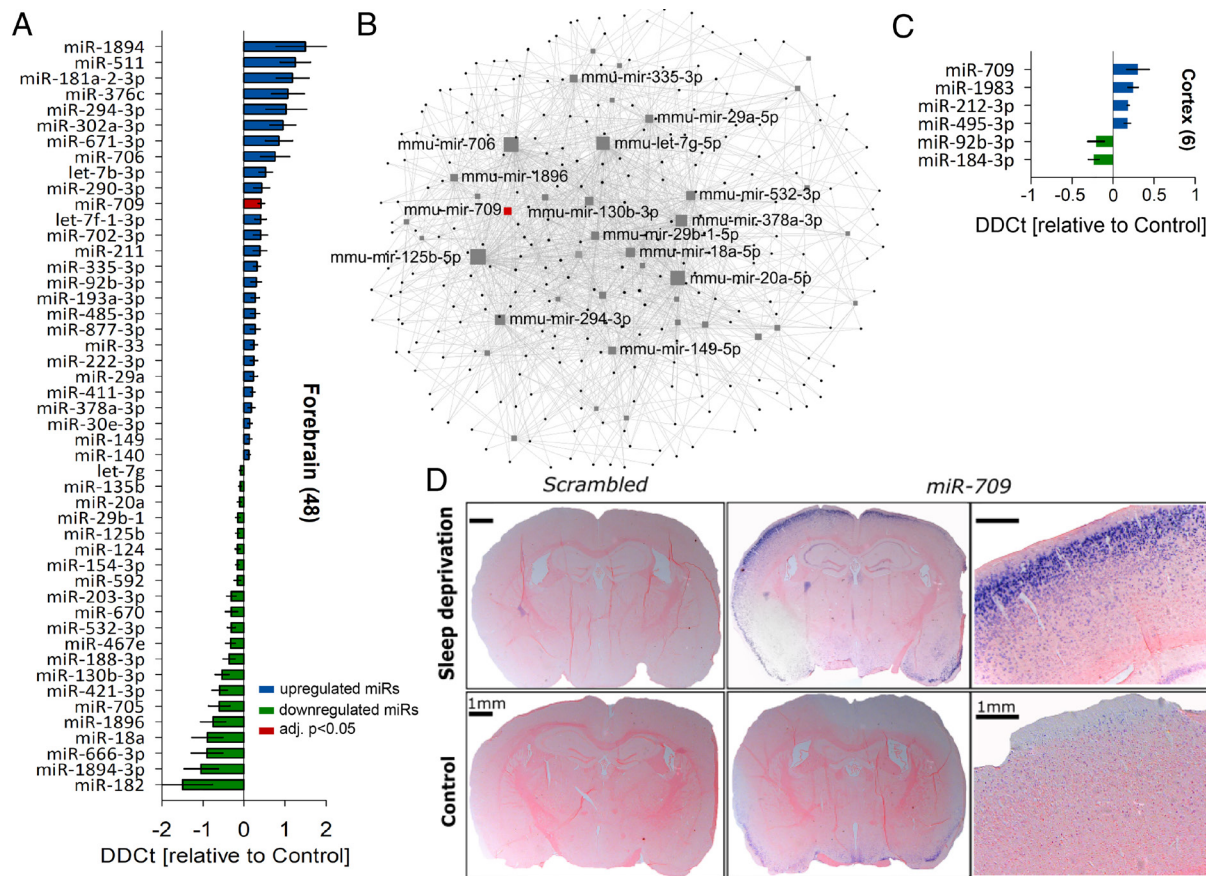 A
miR-1894
miR-511
miR-181a-2-3p
miR-376c
miR-294-3p
miR-302a-3p
miR-671-3p
miR-706
let-7b-3p
miR-290-3p
miR-709
let-7f-1-3p
miR-702-3p
miR-211
miR-335-3p
miR-92b-3p
miR-193a-3p
miR-485-3p
miR-877-3p
miR-33
miR-222-3p
miR-29a
miR-411-3p
miR-378a-3p
miR-30e-3p
miR-149
miR-140
let-7g
miR-135b
miR-20a
miR-29b-1
miR-125b
miR-124
miR-154-3p
miR-592
miR-203-3p
miR-670
miR-532-3p
miR-467e
miR-188-3p
miR-130b-3p
miR-421-3p
miR-705
miR-1896
miR-18a
miR-666-3p
miR-1894-3p
miR-182
Forebrain (48)
upregulated miRs
downregulated miRs
adj. p<0.05
-2 -1 0 1 2
DDCt [relative to Control]
B
mmu-mir-335-3p
mmu-mir-29a-5p
mmu-mir-706
mmu-let-7g-5p
mmu-mir-1896
mmu-mir-532-3p
mmu-mir-709
mmu-mir-130b-3p
mmu-mir-378a-3p
mmu-mir-29b-1-5p
mmu-mir-18a-5p
mmu-mir-125b-5p
mmu-mir-20a-5p
mmu-mir-294-3p
mmu-mir-149-5p
C
miR-709
miR-1983
miR-212-3p
miR-495-3p
miR-92b-3p
miR-184-3p
Cortex (6)
-1 -0.5 0 0.5 1
DDCt [relative to Control]
D
Scrambled
miR-709
Sleep deprivation
Control
1mm
1mm